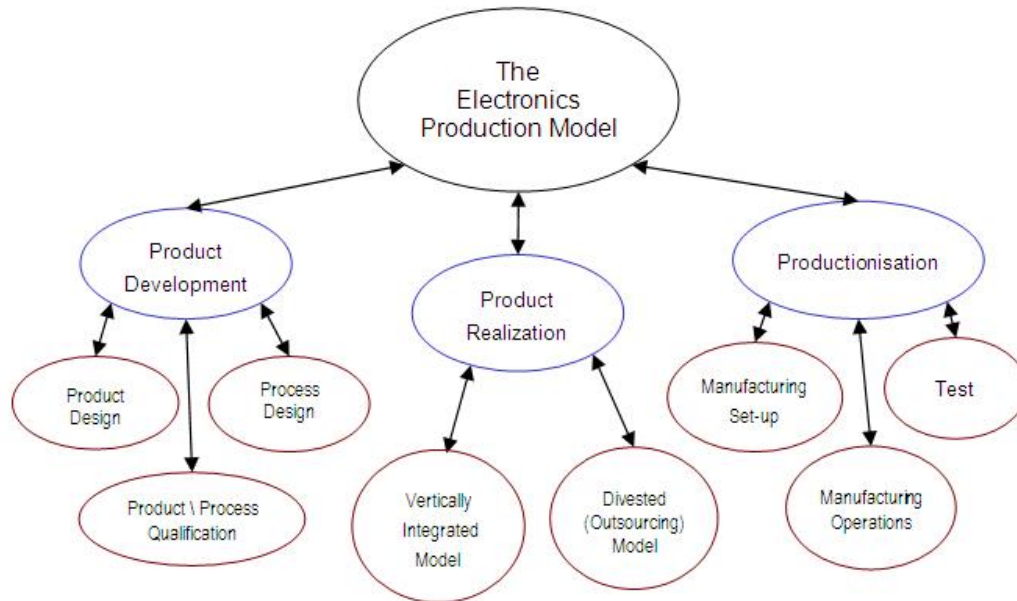 The
Electronics
Production Model
Product
Development
Product
Realization
Productionisation
Product
Design
Process
Design
Product \ Process
Qualification
Vertically
Integrated
Model
Divested
(Outsourcing)
Model
Manufacturing
Set-up
Test
Manufacturing
Operations